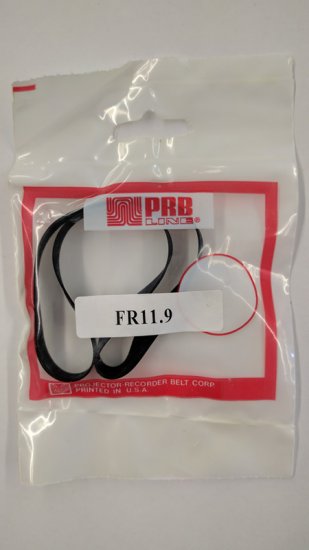 PRB
LINE®
FR11.9
PROJECTOR-RECORDER BELT CORP.
PRINTED IN U.S.A.